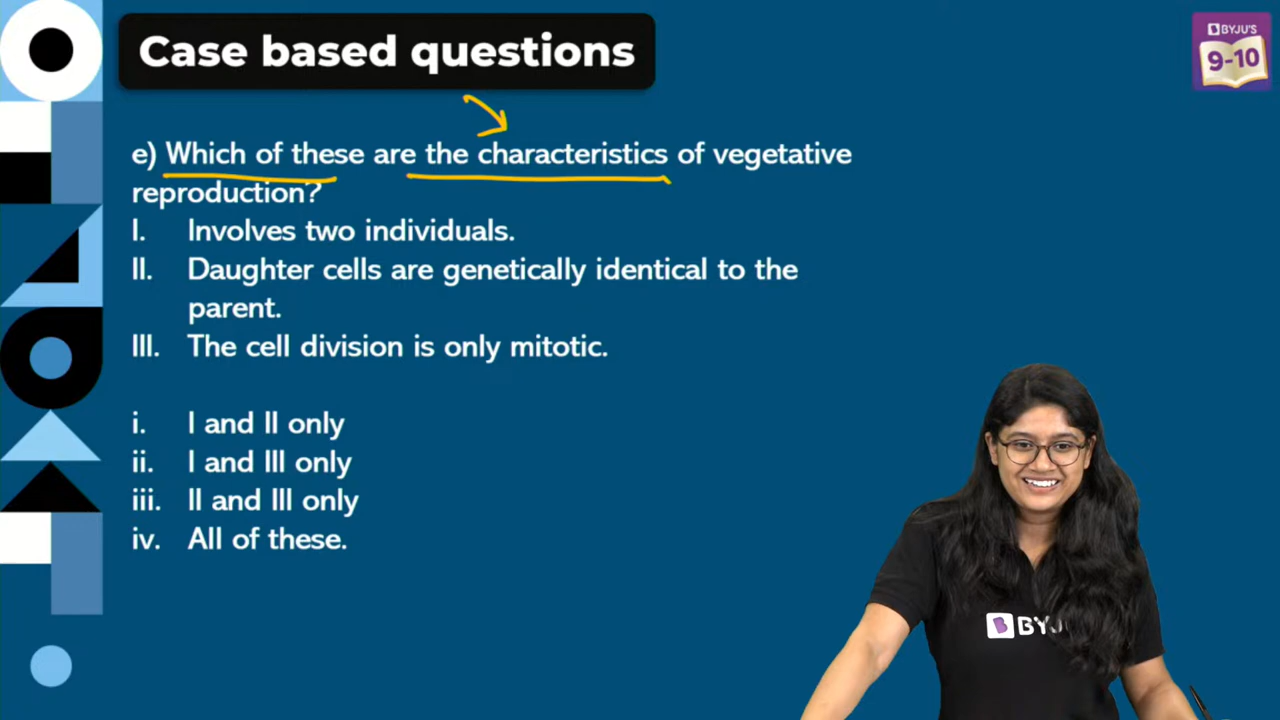 Case based questions
BYJU'S
9-10
e) Which of these are the characteristics of vegetative
reproduction?
I. Involves two individuals.
II. Daughter cells are genetically identical to the
parent.
III. The cell division is only mitotic.
i. I and II only
ii. I and III only
iii. II and III only
iv. All of these.